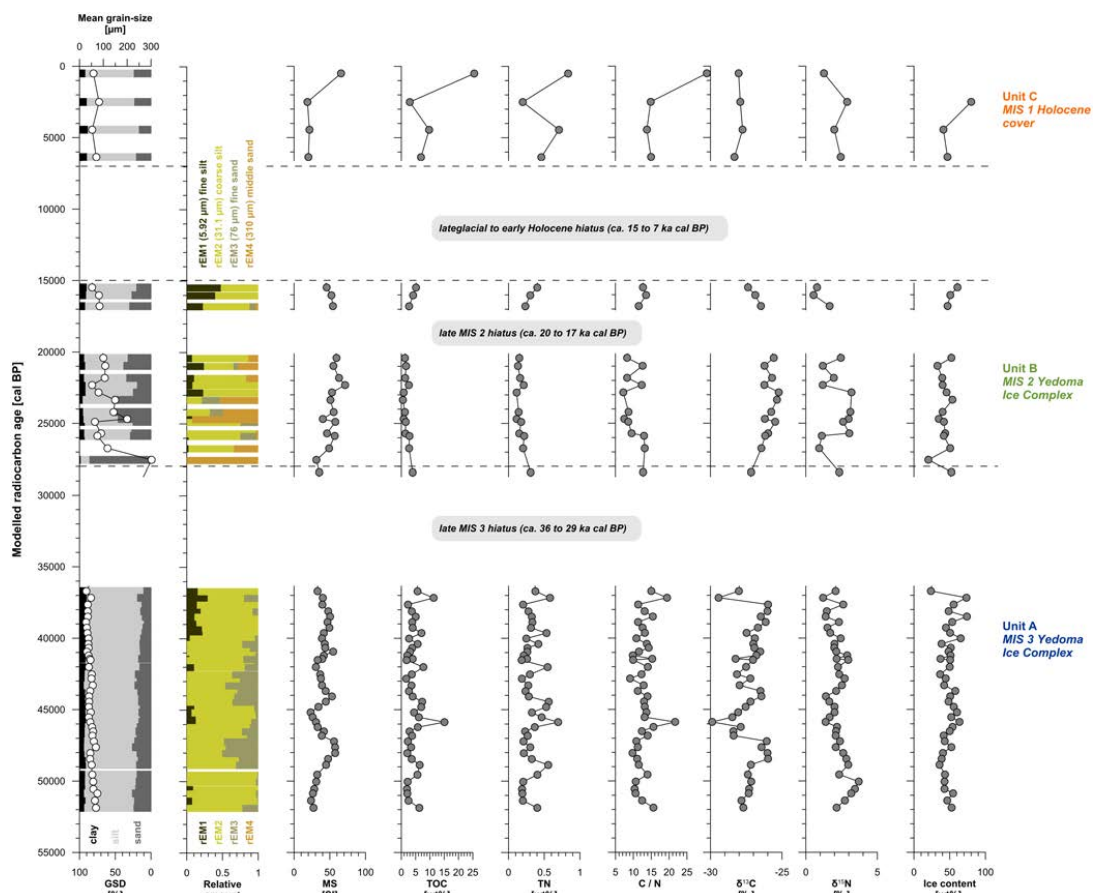 Mean grain-size
[µm]
0 100 200 300
0
5000
10000
15000
20000
25000
30000
35000
40000
45000
50000
55000
Modelled radiocarbon age [cal BP]
rEM1 (5.92 µm) fine silt
rEM2 (31.1 µm) coarse silt
rEM3 (76 µm) fine sand
rEM4 (310 µm) middle sand
Unit C
MIS 1 Holocene
cover
lateglacial to early Holocene hiatus (ca. 15 to 7 ka cal BP)
late MIS 2 hiatus (ca. 20 to 17 ka cal BP)
Unit B
MIS 2 Yedoma
Ice Complex
late MIS 3 hiatus (ca. 36 to 29 ka cal BP)
Unit A
MIS 3 Yedoma
Ice Complex
clay
silt
sand
rEM1
rEM2
rEM3
rEM4
0 50 100
0 1
0 100
0 5 10 15 20 25
0 1
5 10 15 20 25
-30 -25
0 5
0 100
GSD
Relative
MS
TOC
TN
C / N
δ¹³C
δ¹⁵N
Ice content